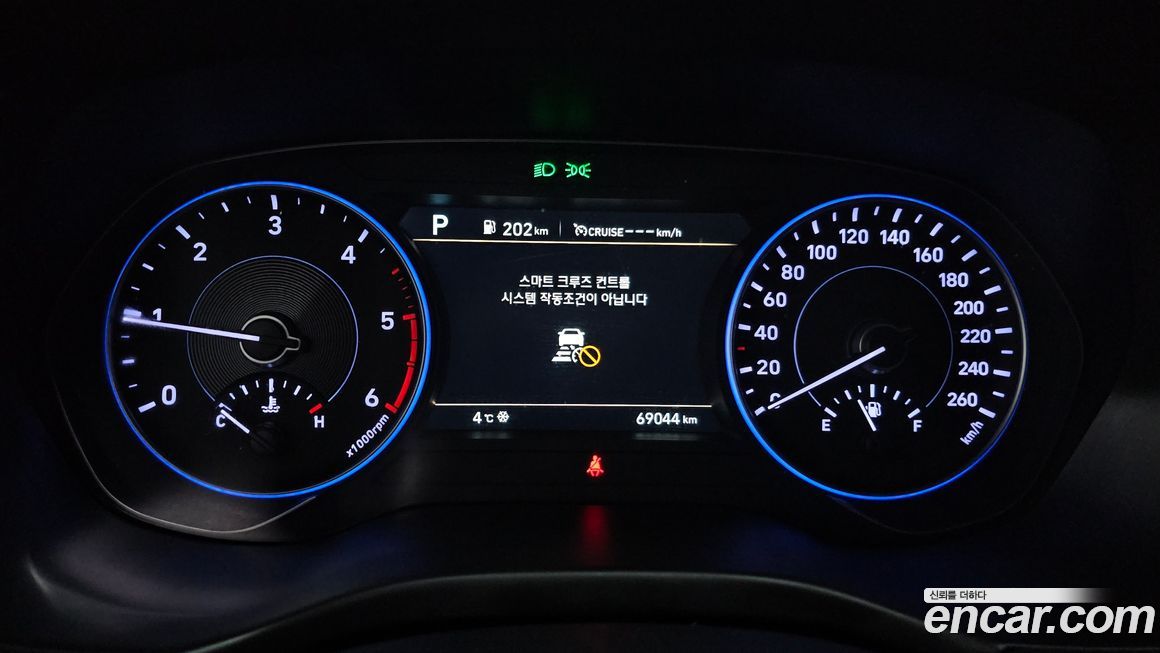 0 1 2 3 4 5 6
x1000rpm
C H
P 202 km CRUISE --- km/h
스마트 크루즈 컨트롤
시스템 작동조건이 아닙니다
4 ℃ 69044 km
0 20 40 60 80 100 120 140 160 180 200 220 240 260
km/h
E F
신뢰를 더하다
encar.com